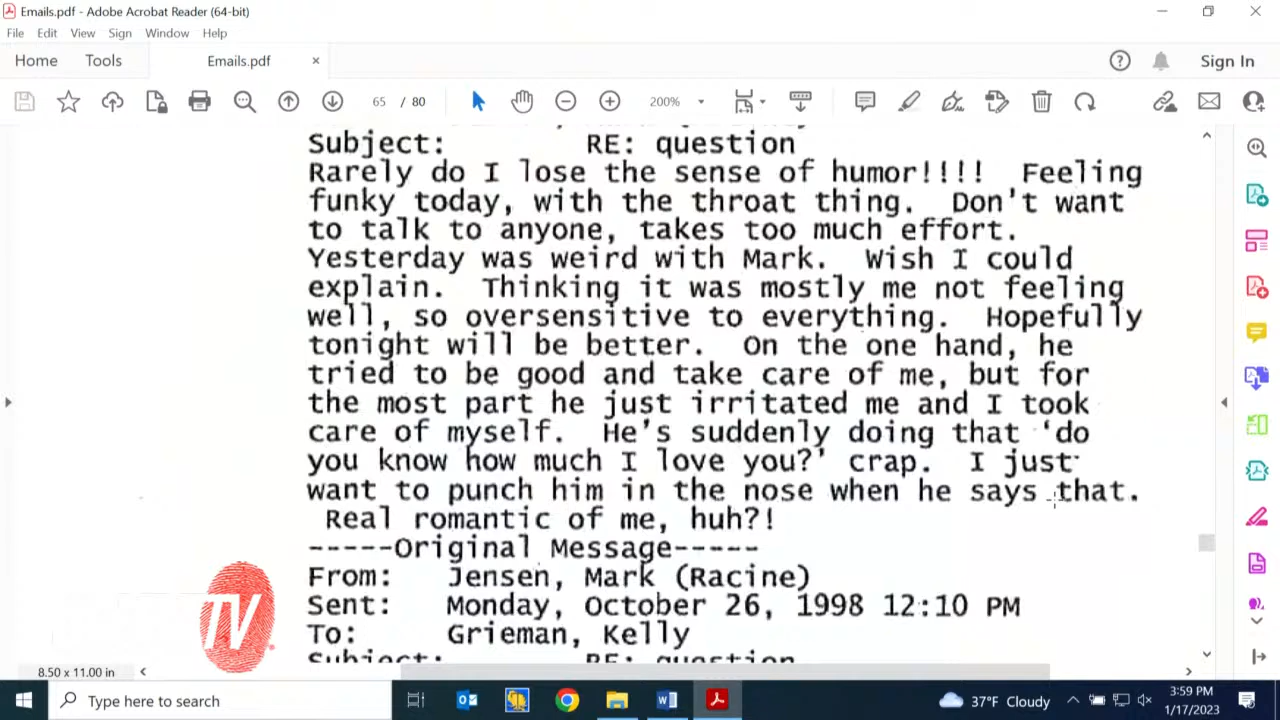 Emails.pdf - Adobe Acrobat Reader (64-bit)
File Edit View Sign Window Help
Home Tools Emails.pdf × Sign In
65 / 80 200%
Subject: RE: question
Rarely do I lose the sense of humor!!!! Feeling
funky today, with the throat thing. Don't want
to talk to anyone, takes too much effort.
Yesterday was weird with Mark. Wish I could
explain. Thinking it was mostly me not feeling
well, so oversensitive to everything. Hopefully
tonight will be better. On the one hand, he
tried to be good and take care of me, but for
the most part he just irritated me and I took
care of myself. He's suddenly doing that 'do
you know how much I love you?' crap. I just
want to punch him in the nose when he says that.
Real romantic of me, huh?!
-----Original Message-----
From: Jensen, Mark (Racine)
Sent: Monday, October 26, 1998 12:10 PM
To: Grieman, Kelly
Subject: RE: question
TV
8.50 x 11.00 in
Type here to search
37°F Cloudy
3:59 PM
1/17/2023